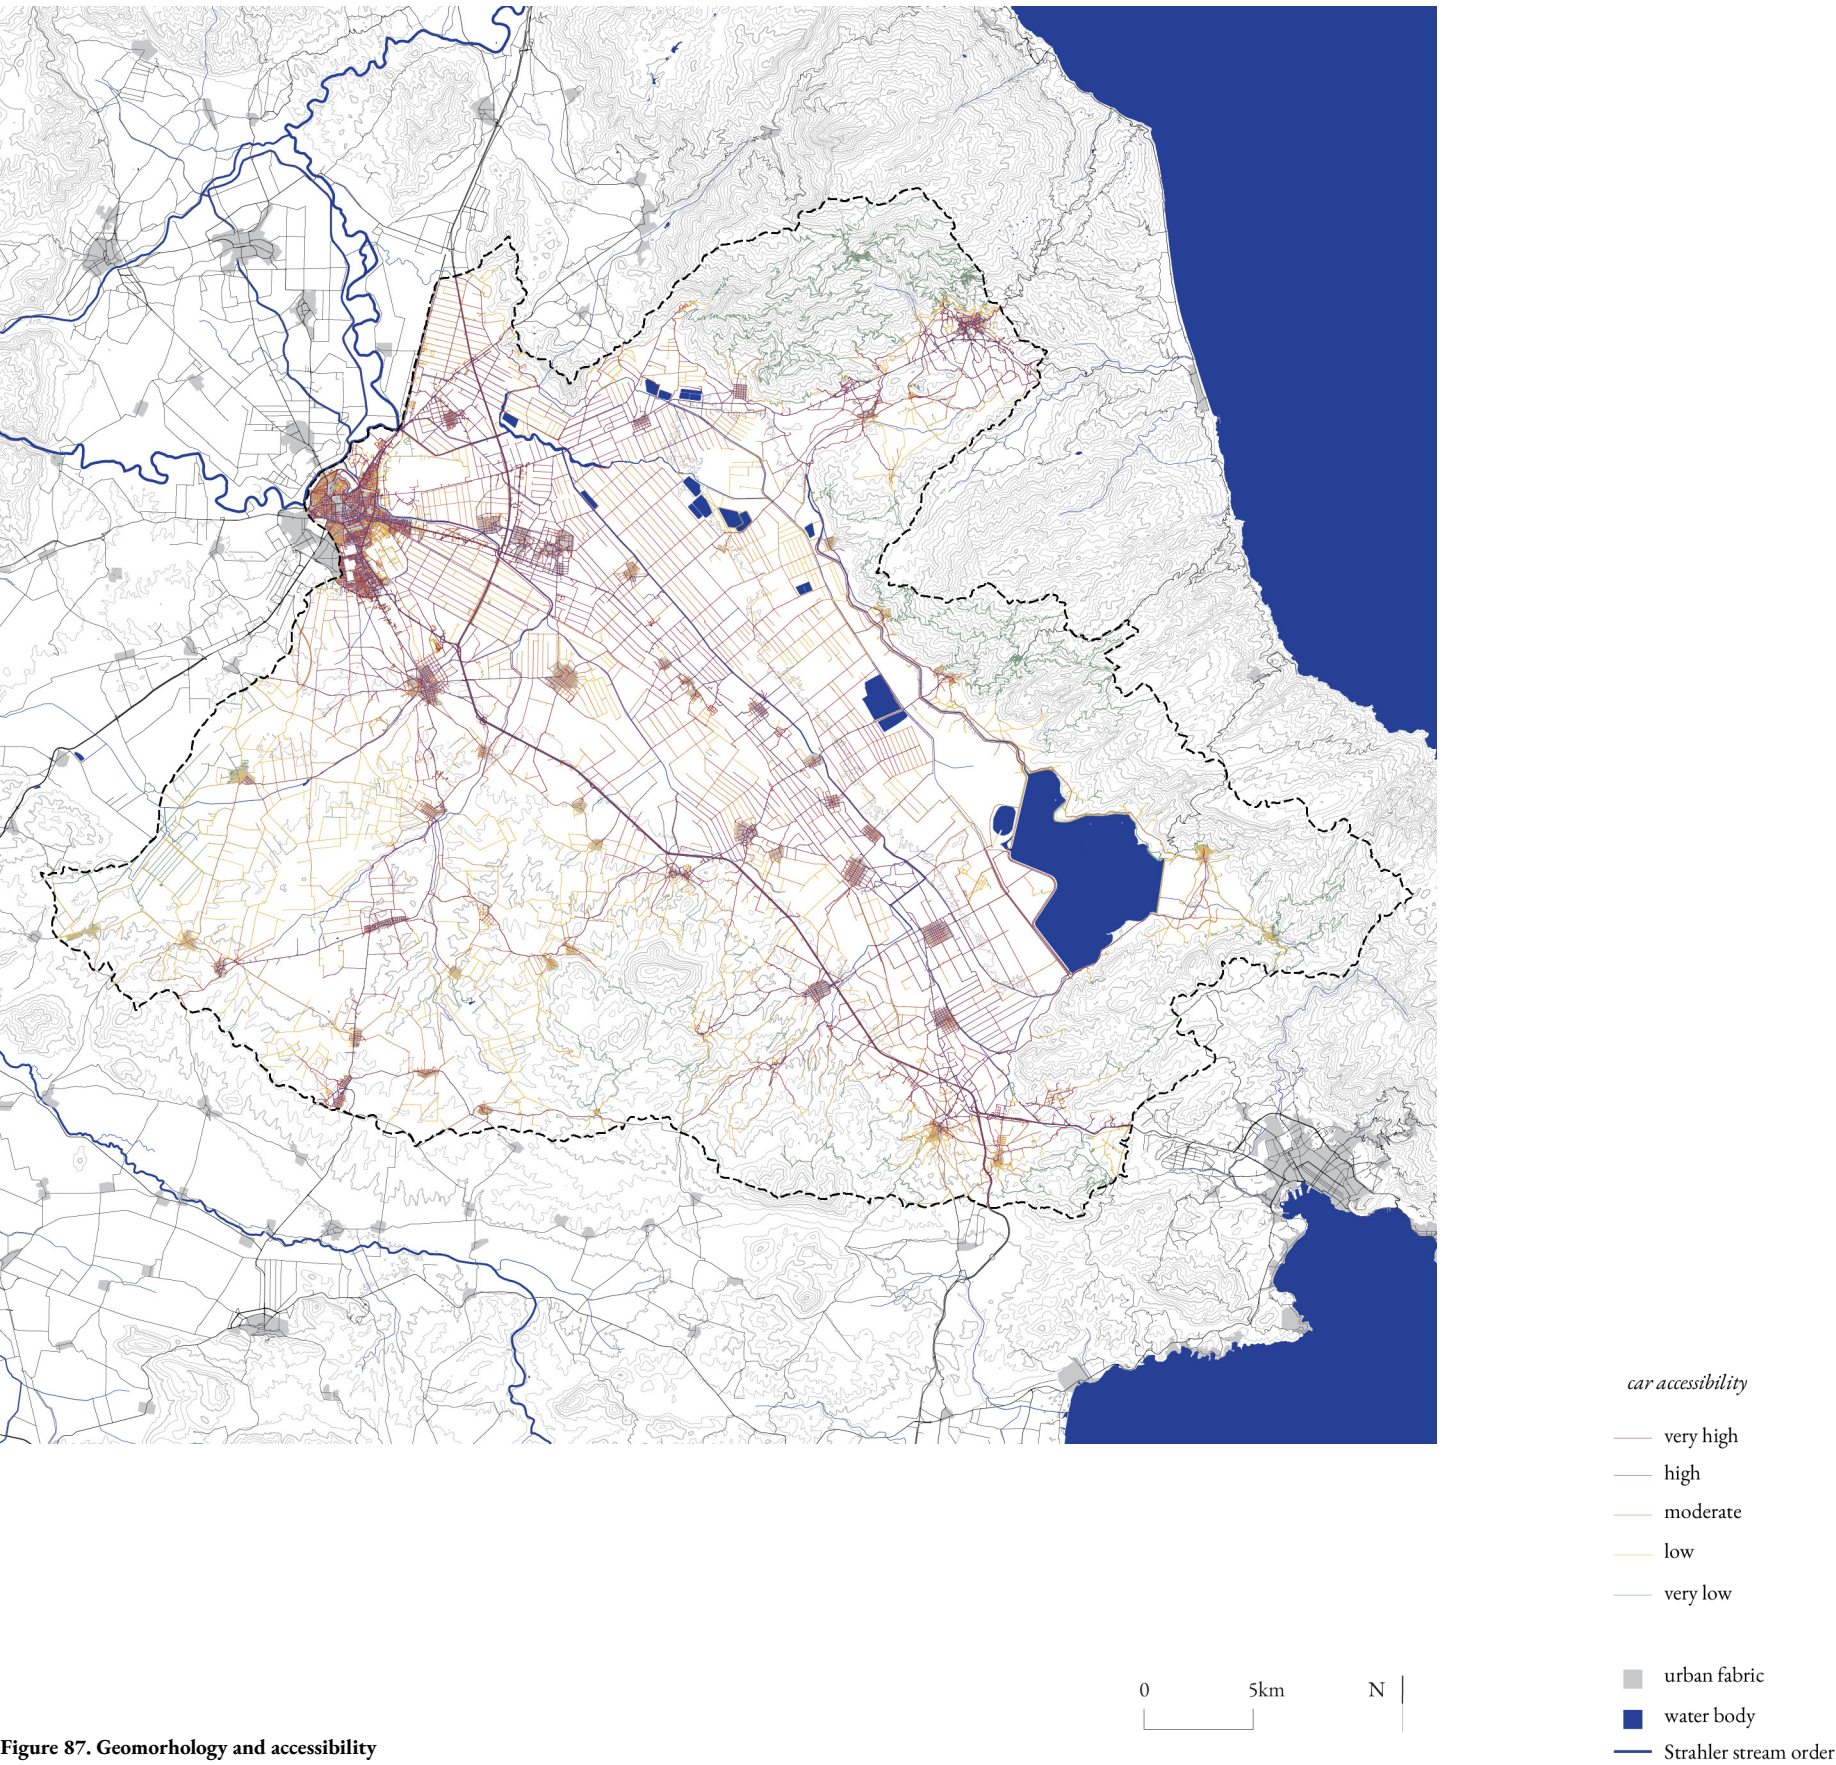 car accessibility
very high
high
moderate
low
very low
urban fabric
water body
Strahler stream order
0 5km N
Figure 87. Geomorhology and accessibility